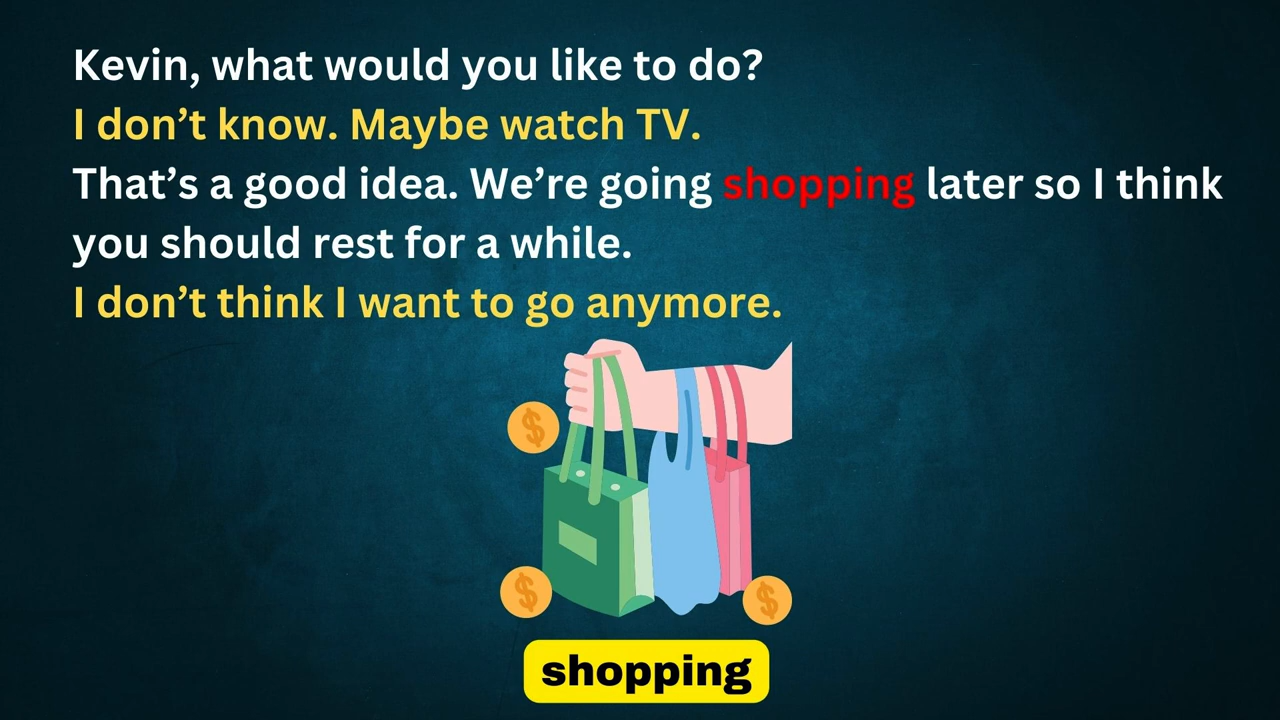 Kevin, what would you like to do?
I don’t know. Maybe watch TV.
That’s a good idea. We’re going shopping later so I think
you should rest for a while.
I don’t think I want to go anymore.
$
$
$
shopping